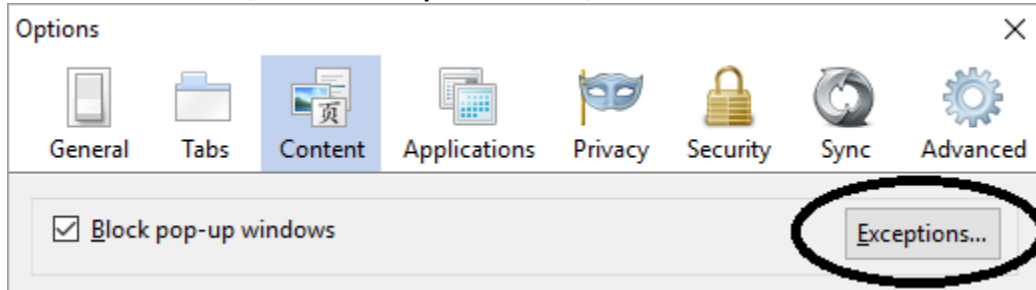 Options
General Tabs Content Applications Privacy Security Sync Advanced
页
Block pop-up windows Exceptions...